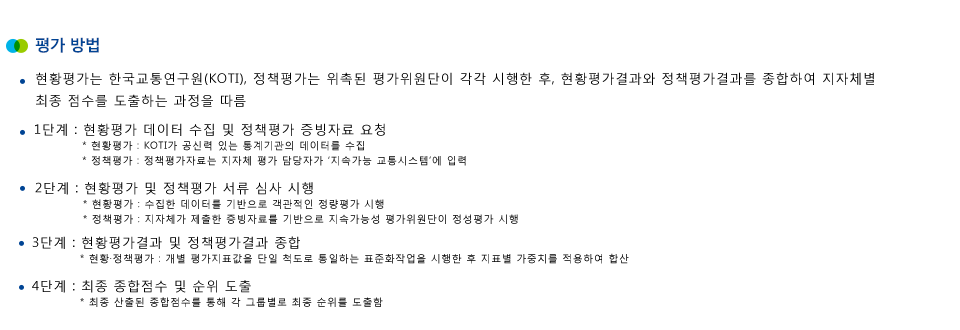 평가 방법
현황평가는 한국교통연구원(KOTI), 정책평가는 위촉된 평가위원단이 각각 시행한 후, 현황평가결과와 정책평가결과를 종합하여 지자체별
최종 점수를 도출하는 과정을 따름
1단계 : 현황평가 데이터 수집 및 정책평가 증빙자료 요청
* 현황평가 : KOTI가 공신력 있는 통계기관의 데이터를 수집
* 정책평가 : 정책평가자료는 지자체 평가 담당자가 '지속가능 교통시스템'에 입력
2단계 : 현황평가 및 정책평가 서류 심사 시행
* 현황평가 : 수집한 데이터를 기반으로 객관적인 정량평가 시행
* 정책평가 : 지자체가 제출한 증빙자료를 기반으로 지속가능성 평가위원단이 정성평가 시행
3단계 : 현황평가결과 및 정책평가결과 종합
* 현황·정책평가 : 개별 평가지표값을 단일 척도로 통일하는 표준화작업을 시행한 후 지표별 가중치를 적용하여 합산
4단계 : 최종 종합점수 및 순위 도출
* 최종 산출된 종합점수를 통해 각 그룹별로 최종 순위를 도출함